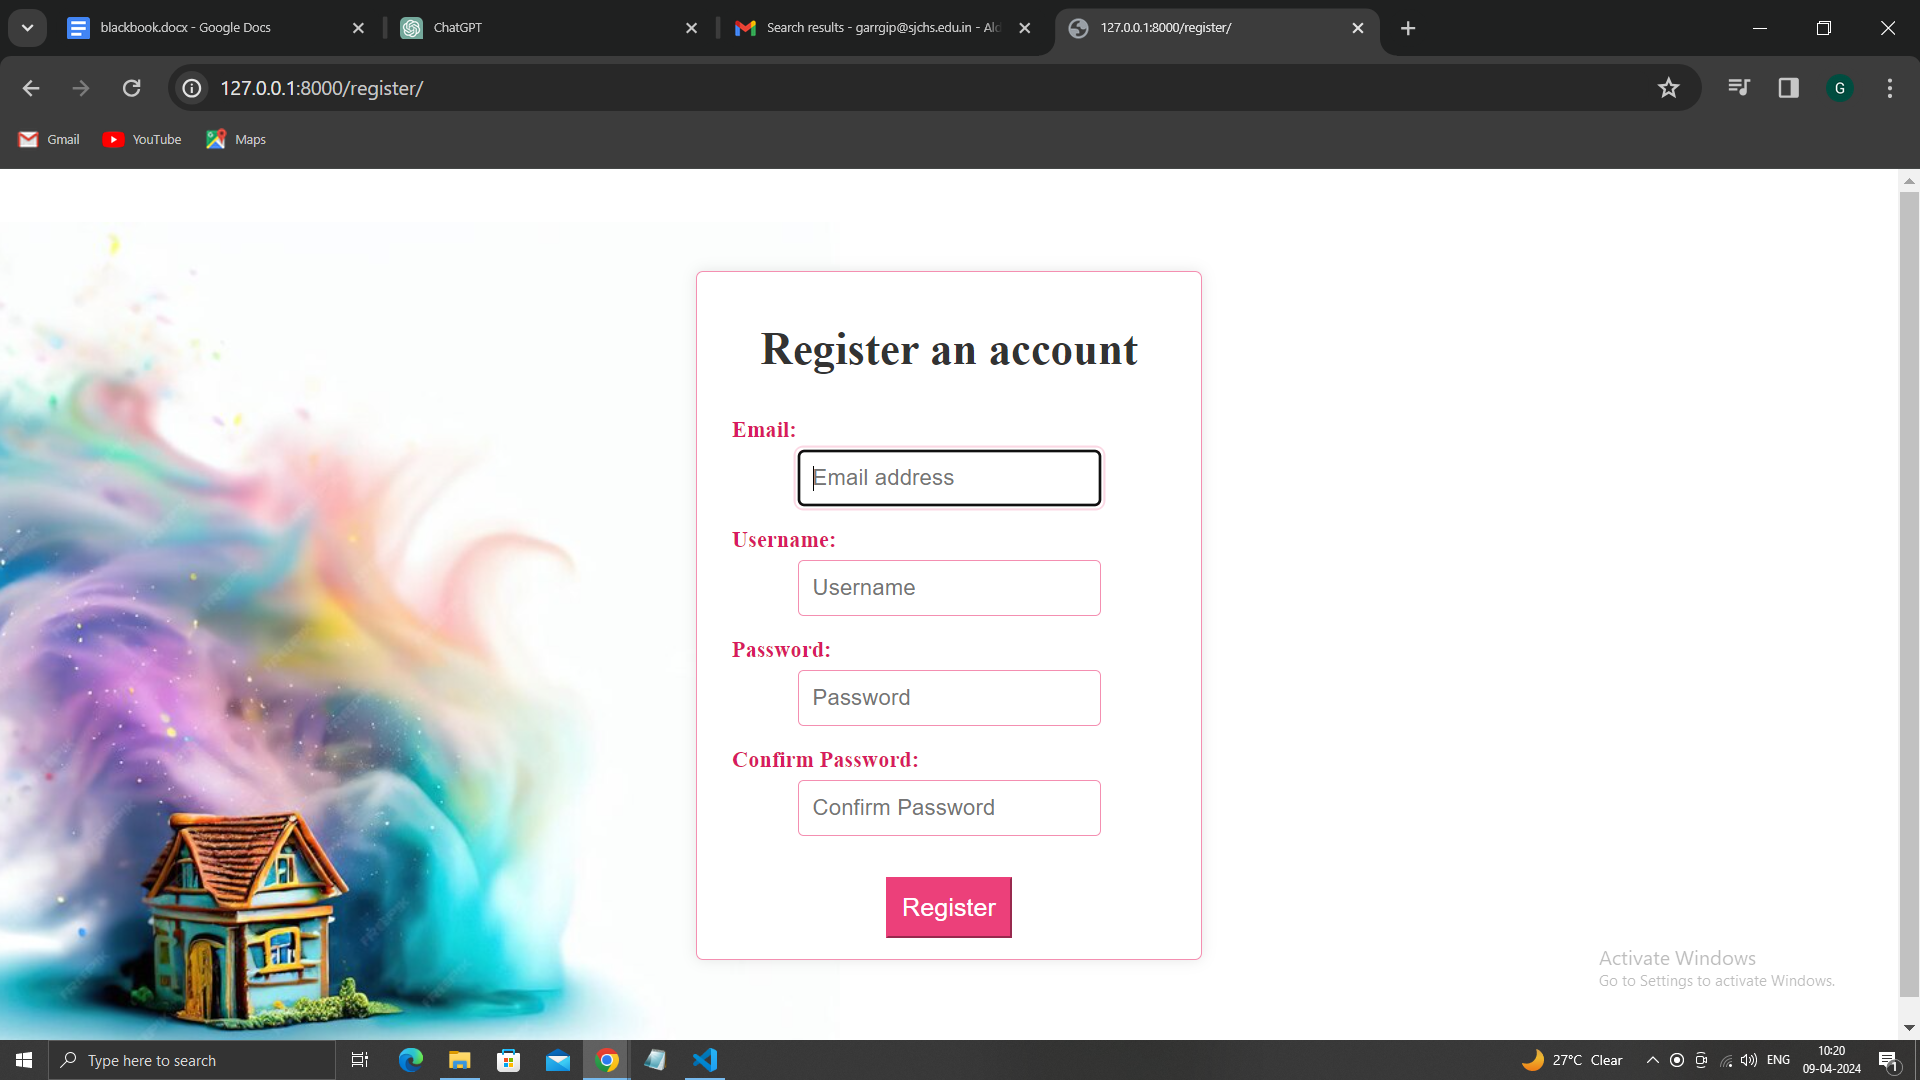 blackbook.docx - Google Docs
ChatGPT
Search results - garrgip@sjchs.edu.in - Ald
127.0.0.1:8000/register/
127.0.0.1:8000/register/
G
Gmail
YouTube
Maps
Register an account
Email:
Email address
Username:
Username
Password:
Password
Confirm Password:
Confirm Password
Register
Activate Windows
Go to Settings to activate Windows.
Type here to search
27°C Clear
ENG
10:20
09-04-2024
1